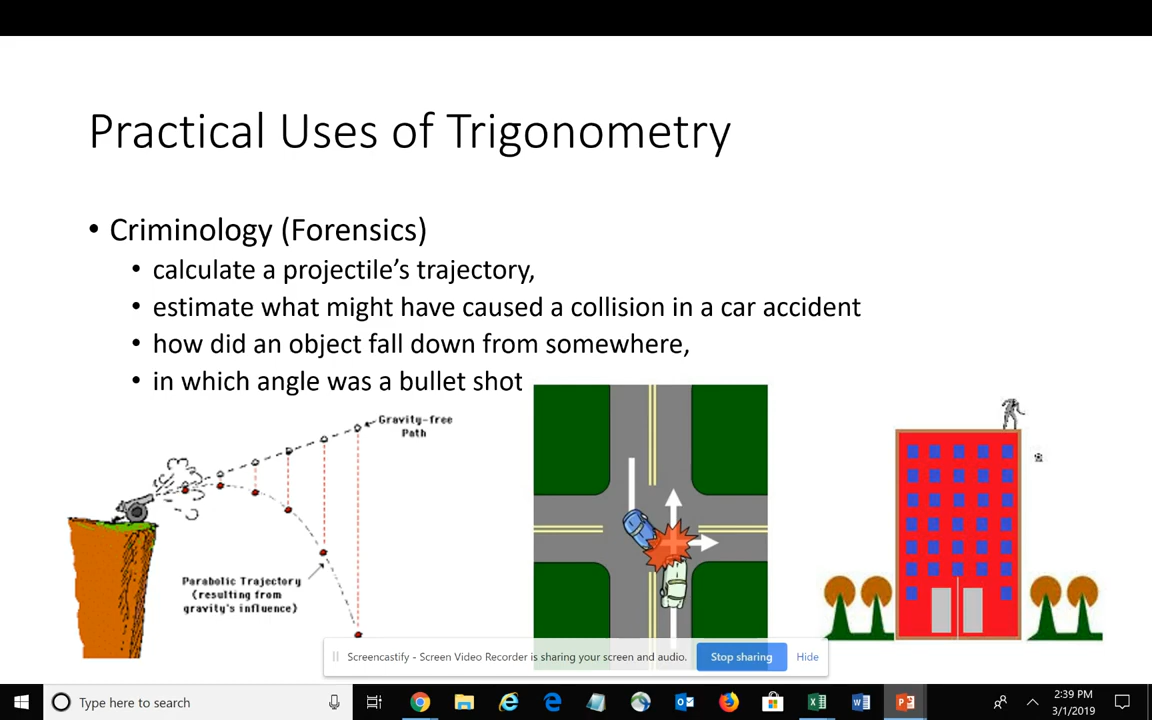 Practical Uses of Trigonometry
• Criminology (Forensics)
• calculate a projectile’s trajectory,
• estimate what might have caused a collision in a car accident
• how did an object fall down from somewhere,
• in which angle was a bullet shot
Gravity-free
Path
Parabolic Trajectory
(resulting from
gravity's influence)
Screencastify - Screen Video Recorder is sharing your screen and audio.
Stop sharing
Hide
Type here to search
2:39 PM
3/1/2019